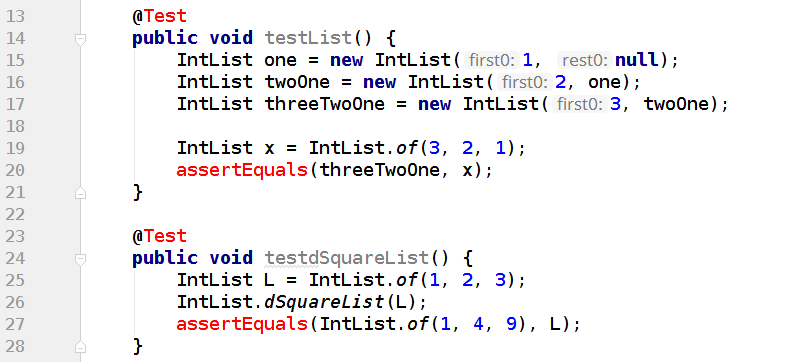 13 @Test
14 public void testList() {
15 IntList one = new IntList( first0: 1, rest0: null);
16 IntList twoOne = new IntList( first0: 2, one);
17 IntList threeTwoOne = new IntList( first0: 3, twoOne);
18
19 IntList x = IntList.of(3, 2, 1);
20 assertEquals(threeTwoOne, x);
21 }
22
23 @Test
24 public void testdSquareList() {
25 IntList L = IntList.of(1, 2, 3);
26 IntList.dSquareList(L);
27 assertEquals(IntList.of(1, 4, 9), L);
28 }